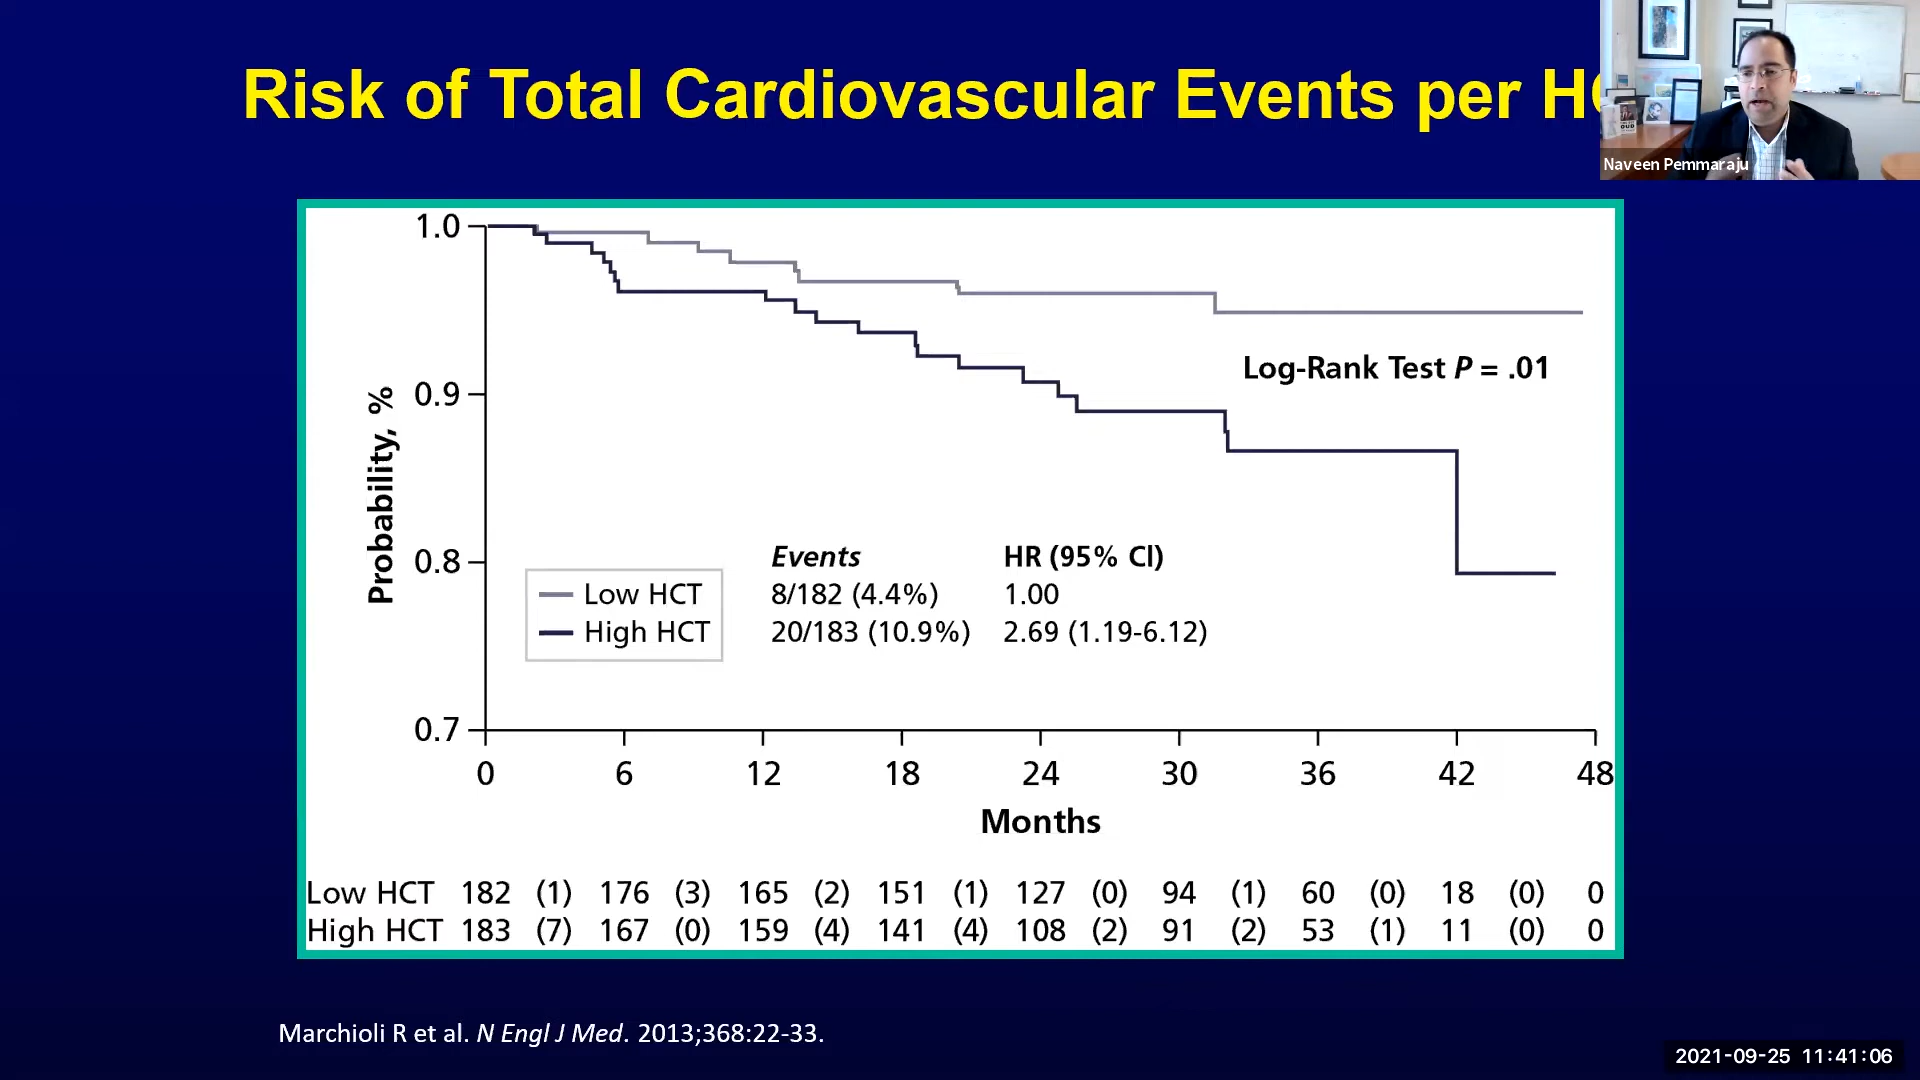 Risk of Total Cardiovascular Events per
Naveen Pemmaraju
1.0
0.9
0.8
0.7
Probability, %
Log-Rank Test P = .01
Events HR (95% CI)
Low HCT 8/182 (4.4%) 1.00
High HCT 20/183 (10.9%) 2.69 (1.19-6.12)
0 6 12 18 24 30 36 42 48
Months
Low HCT 182 (1) 176 (3) 165 (2) 151 (1) 127 (0) 94 (1) 60 (0) 18 (0) 0
High HCT 183 (7) 167 (0) 159 (4) 141 (4) 108 (2) 91 (2) 53 (1) 11 (0) 0
Marchioli R et al. N Engl J Med. 2013;368:22-33.
2021-09-25 11:41:06